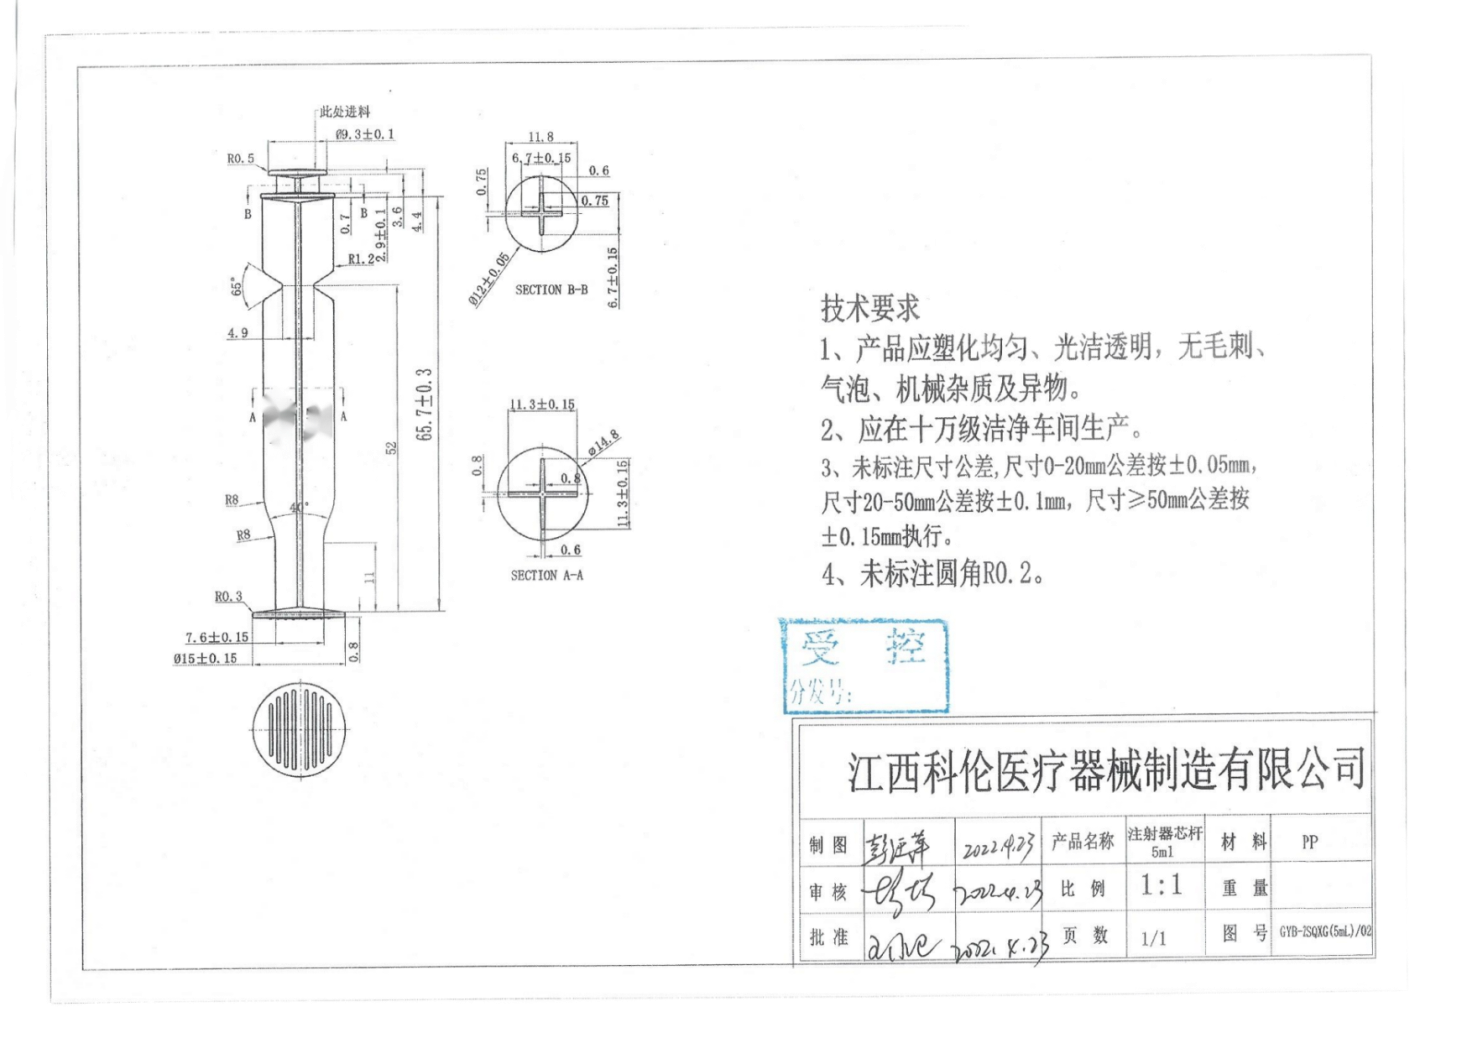 此处进料
Ø9.3±0.1
R0.5
B
B
0.7
2.9±0.1
3.6
4.4
R1.2
65°
4.9
A
A
52
65.7±0.3
R8
40°
R8
11
R0.3
7.6±0.15
Ø15±0.15
0.8
11.8
6.7±0.15
0.6
0.75
0.75
Ø12±0.05
6.7±0.15
SECTION B-B
11.3±0.15
Ø14.8
0.8
0.8
11.3±0.15
0.6
SECTION A-A
技术要求
1、产品应塑化均匀、光洁透明，无毛刺、
气泡、机械杂质及异物。
2、应在十万级洁净车间生产。
3、未标注尺寸公差,尺寸0-20mm公差按±0.05mm,
尺寸20-50mm公差按±0.1mm，尺寸≥50mm公差按
±0.15mm执行。
4、未标注圆角R0.2。
受 控
分发号：
江西科伦医疗器械制造有限公司
制 图 2022.4.23 产品名称 注射器芯杆 5ml 材 料 PP
审 核 2022.4.23 比 例 1:1 重 量
批 准 2022.4.23 页 数 1/1 图 号 GYB-ZSQXG(5mL)/02